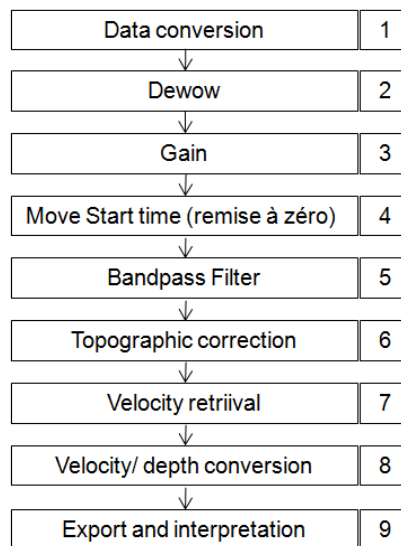 Data conversion 1
Dewow 2
Gain 3
Move Start time (remise à zéro) 4
Bandpass Filter 5
Topographic correction 6
Velocity retriival 7
Velocity/ depth conversion 8
Export and interpretation 9